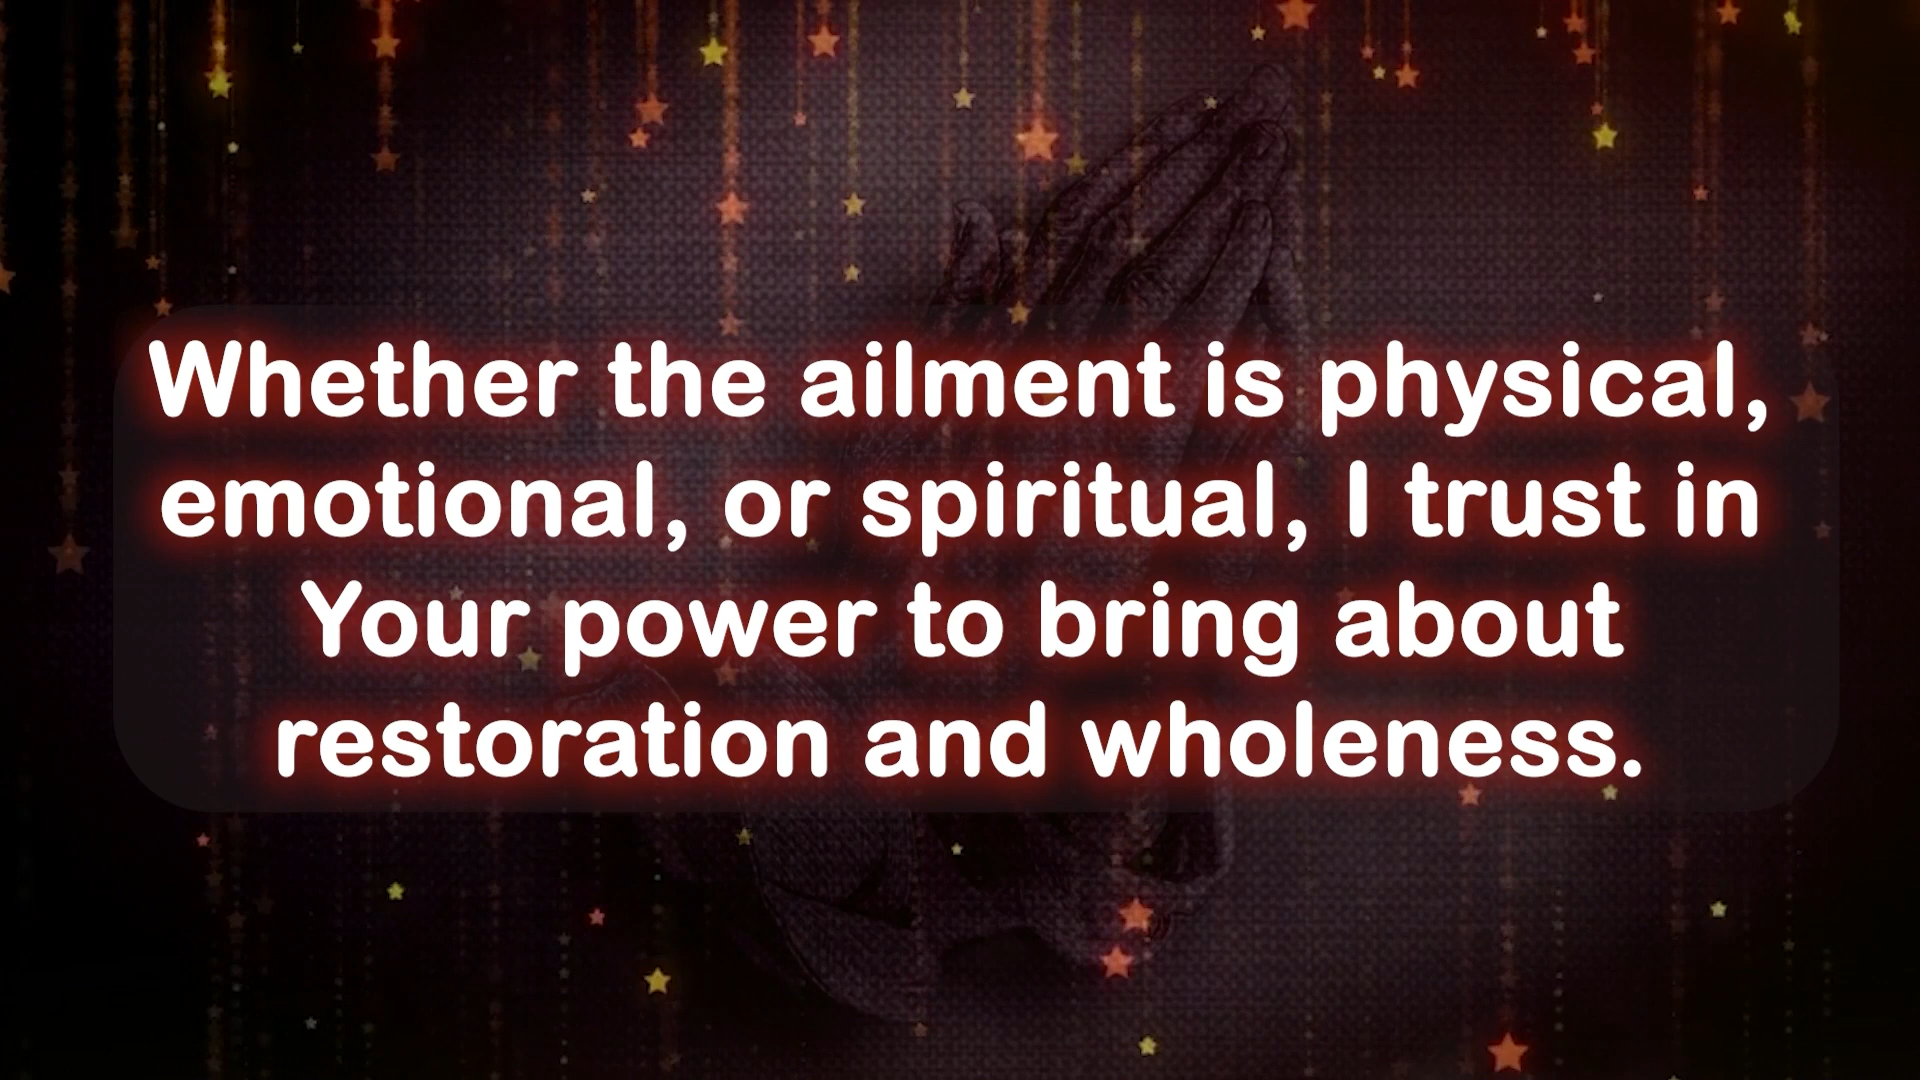 Whether the ailment is physical,
emotional, or spiritual, I trust in
Your power to bring about
restoration and wholeness.